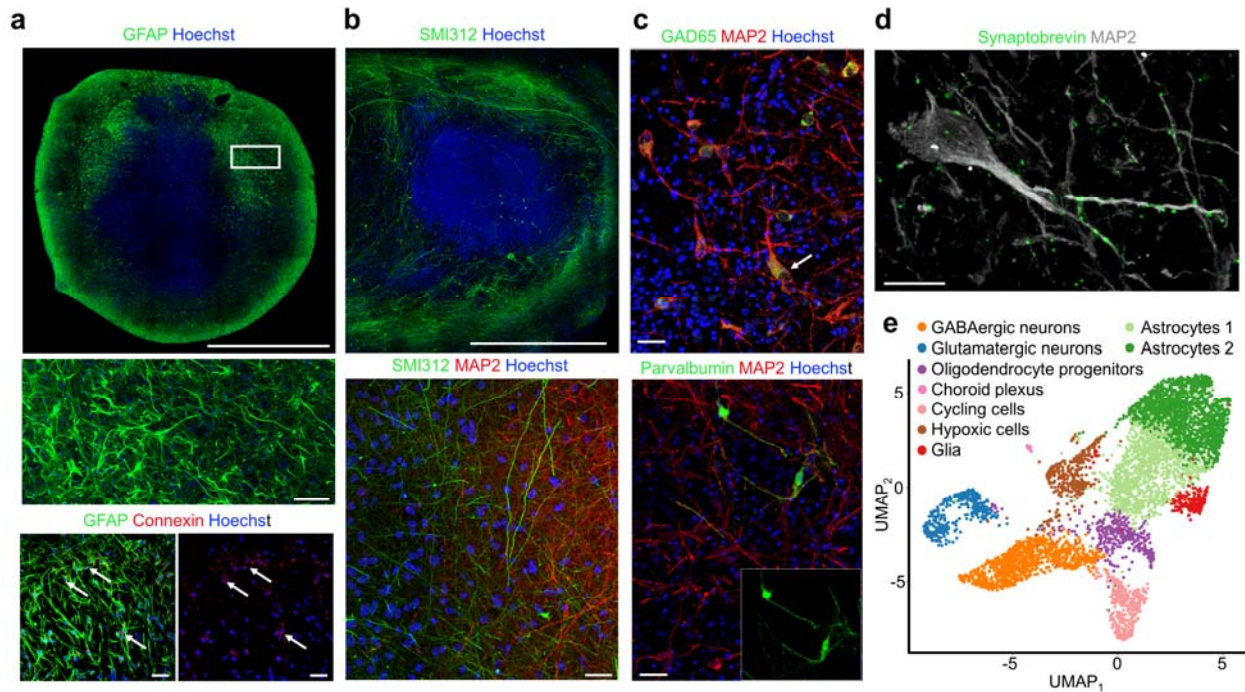 a
GFAP Hoechst
GFAP Connexin Hoechst
b
SMI312 Hoechst
SMI312 MAP2 Hoechst
c
GAD65 MAP2 Hoechst
Parvalbumin MAP2 Hoechst
d
Synaptobrevin MAP2
e
GABAergic neurons
Glutamatergic neurons
Oligodendrocyte progenitors
Choroid plexus
Cycling cells
Hypoxic cells
Glia
Astrocytes 1
Astrocytes 2
UMAP2
5
0
-5
-5
0
5
UMAP1